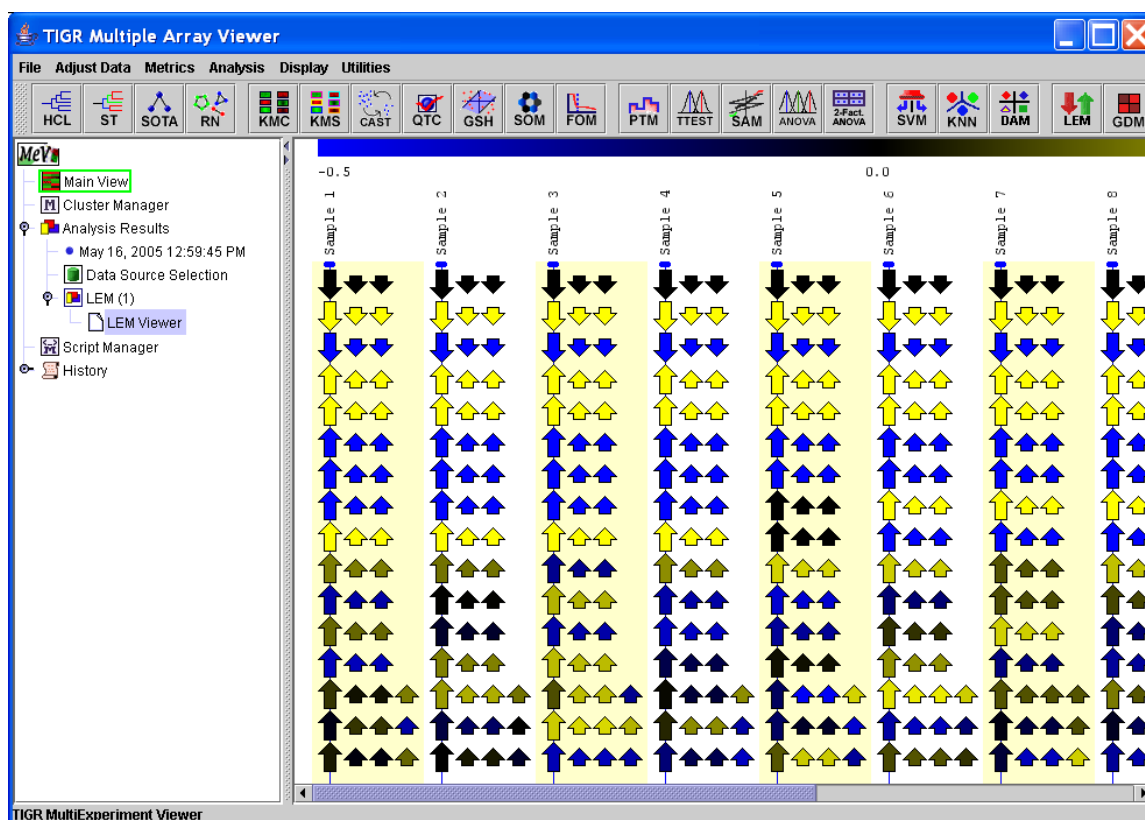 TIGR Multiple Array Viewer
File Adjust Data Metrics Analysis Display Utilities
HCL ST SOTA RN KMC KMS CAST QTC GSH SOM FOM PTM TTEST SAM ANOVA 2-Fact. ANOVA SVM KNN DAM LEM GDM
MeV
Main View
M Cluster Manager
Analysis Results
May 16, 2005 12:59:45 PM
Data Source Selection
LEM (1)
LEM Viewer
Script Manager
History
-0.5 0.0
Sample 1 Sample 2 Sample 3 Sample 4 Sample 5 Sample 6 Sample 7 Sample 8
TIGR MultiExperiment Viewer